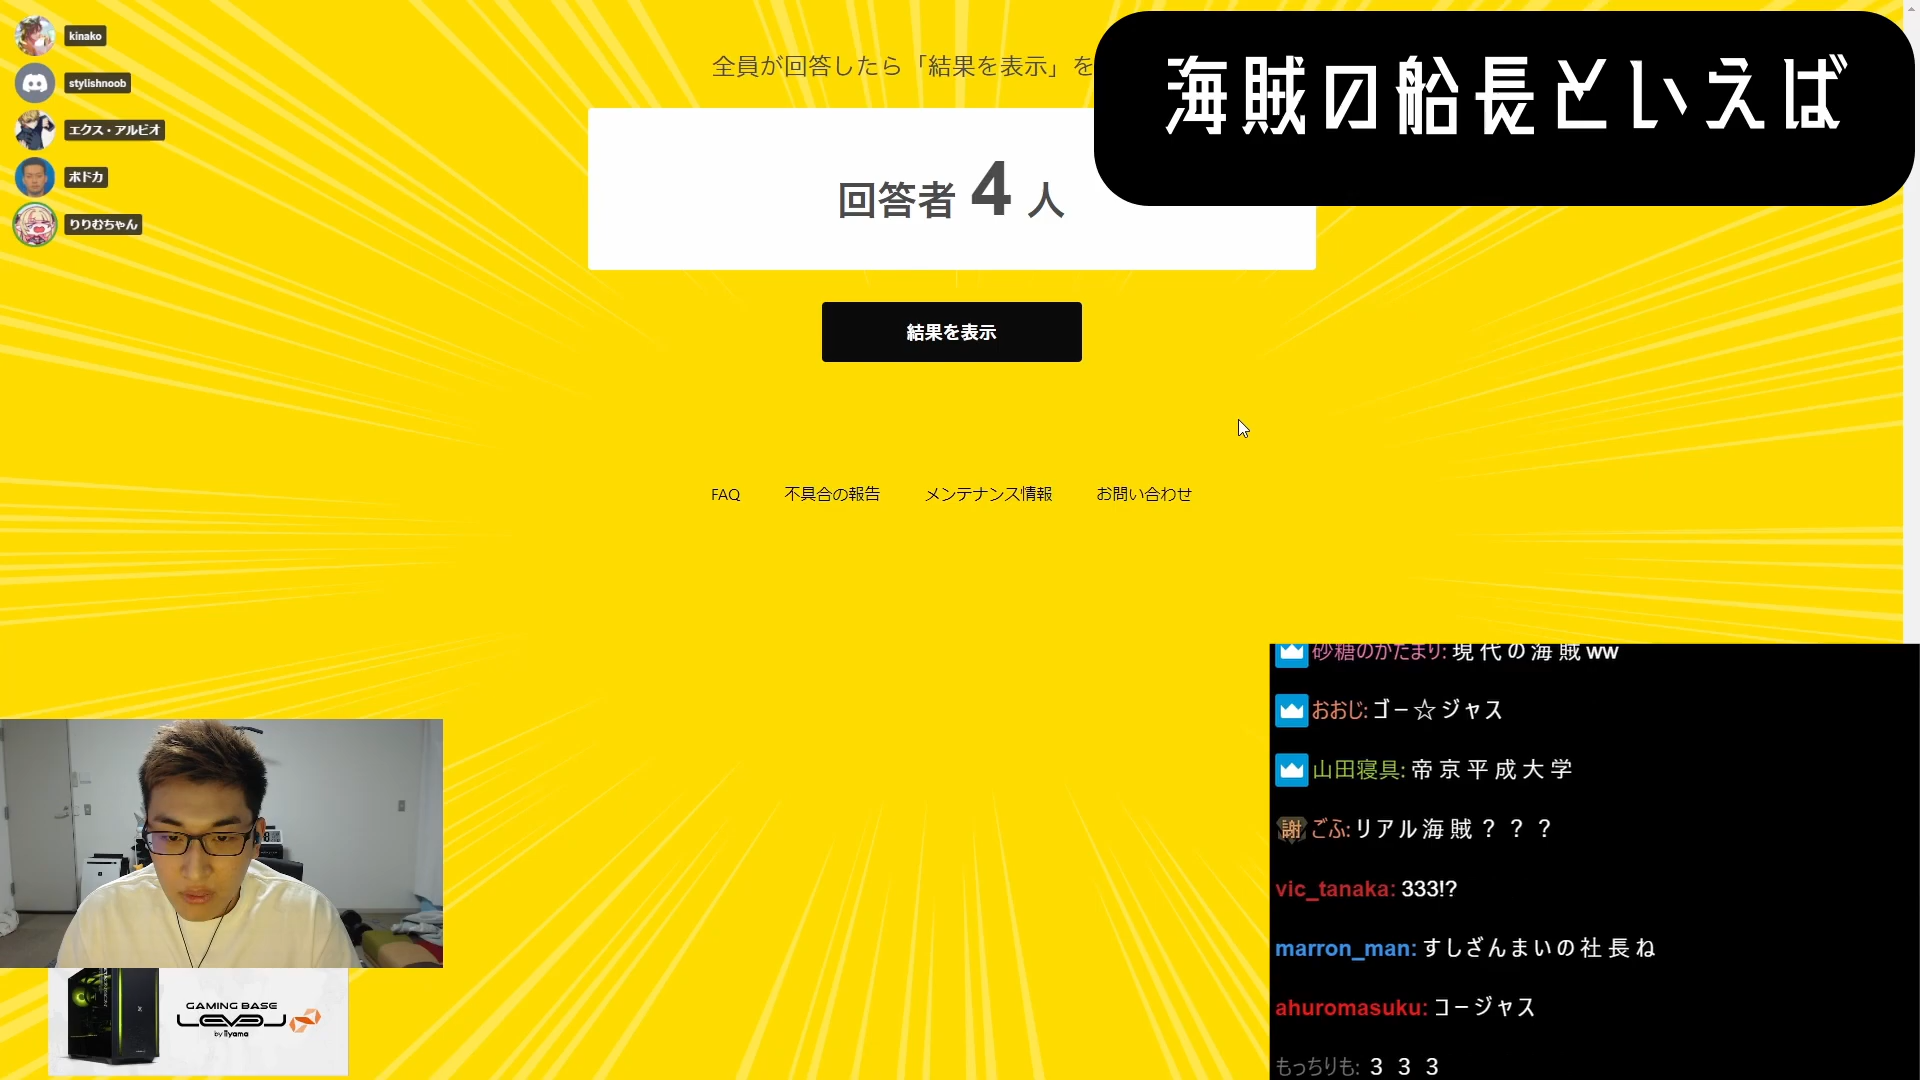 kinako
stylishnoob
エクス・アルビオ
ボドカ
りりむちゃん
全員が回答したら「結果を表示」を
海賊の船長といえば
回答者 4 人
結果を表示
FAQ 不具合の報告 メンテナンス情報 お問い合わせ
砂糖のかたまり: 現代の海賊ww
おおじ: ゴー☆ジャス
山田寝具: 帝京平成大学
謝 ごふ: リアル海賊???
vic_tanaka: 333!?
marron_man: すしざんまいの社長ね
ahuromasuku: コージャス
もっちりも: 3 3 3
GAMING BASE
LEVEL∞
by iiyama